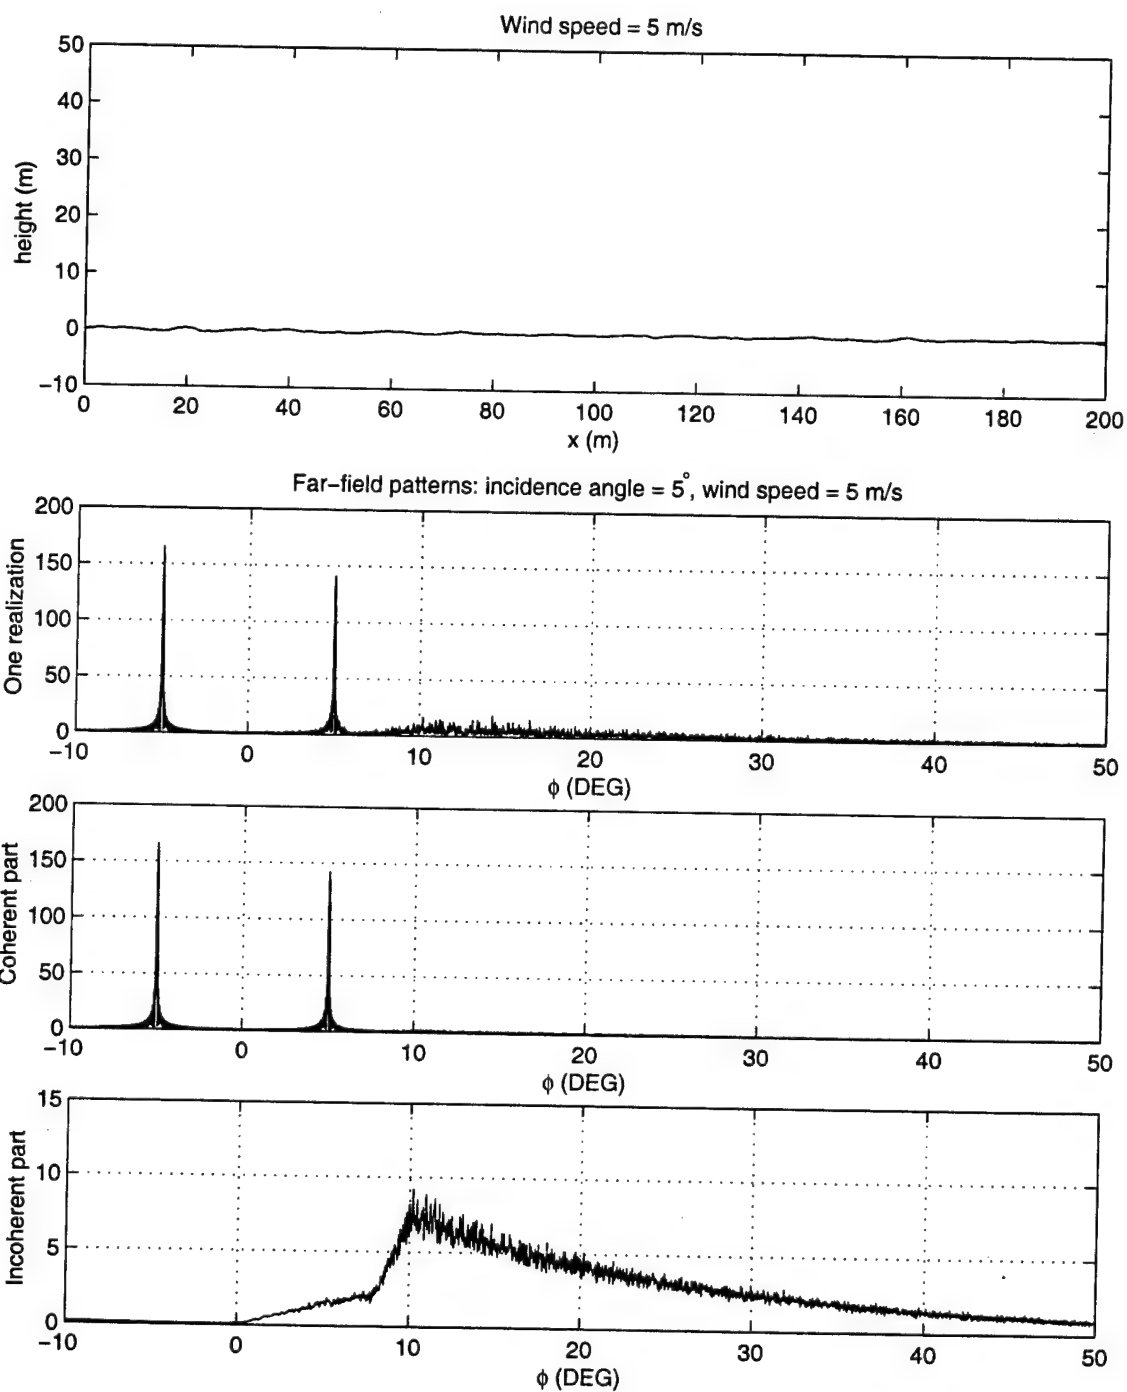 Wind speed = 5 m/s
50
40
30
20
10
0
−10
height (m)
0 20 40 60 80 100 120 140 160 180 200
x (m)
Far−field patterns: incidence angle = 5°, wind speed = 5 m/s
200
150
100
50
0
One realization
−10 0 10 20 30 40 50
ϕ (DEG)
200
150
100
50
0
Coherent part
−10 0 10 20 30 40 50
ϕ (DEG)
15
10
5
0
Incoherent part
−10 0 10 20 30 40 50
ϕ (DEG)